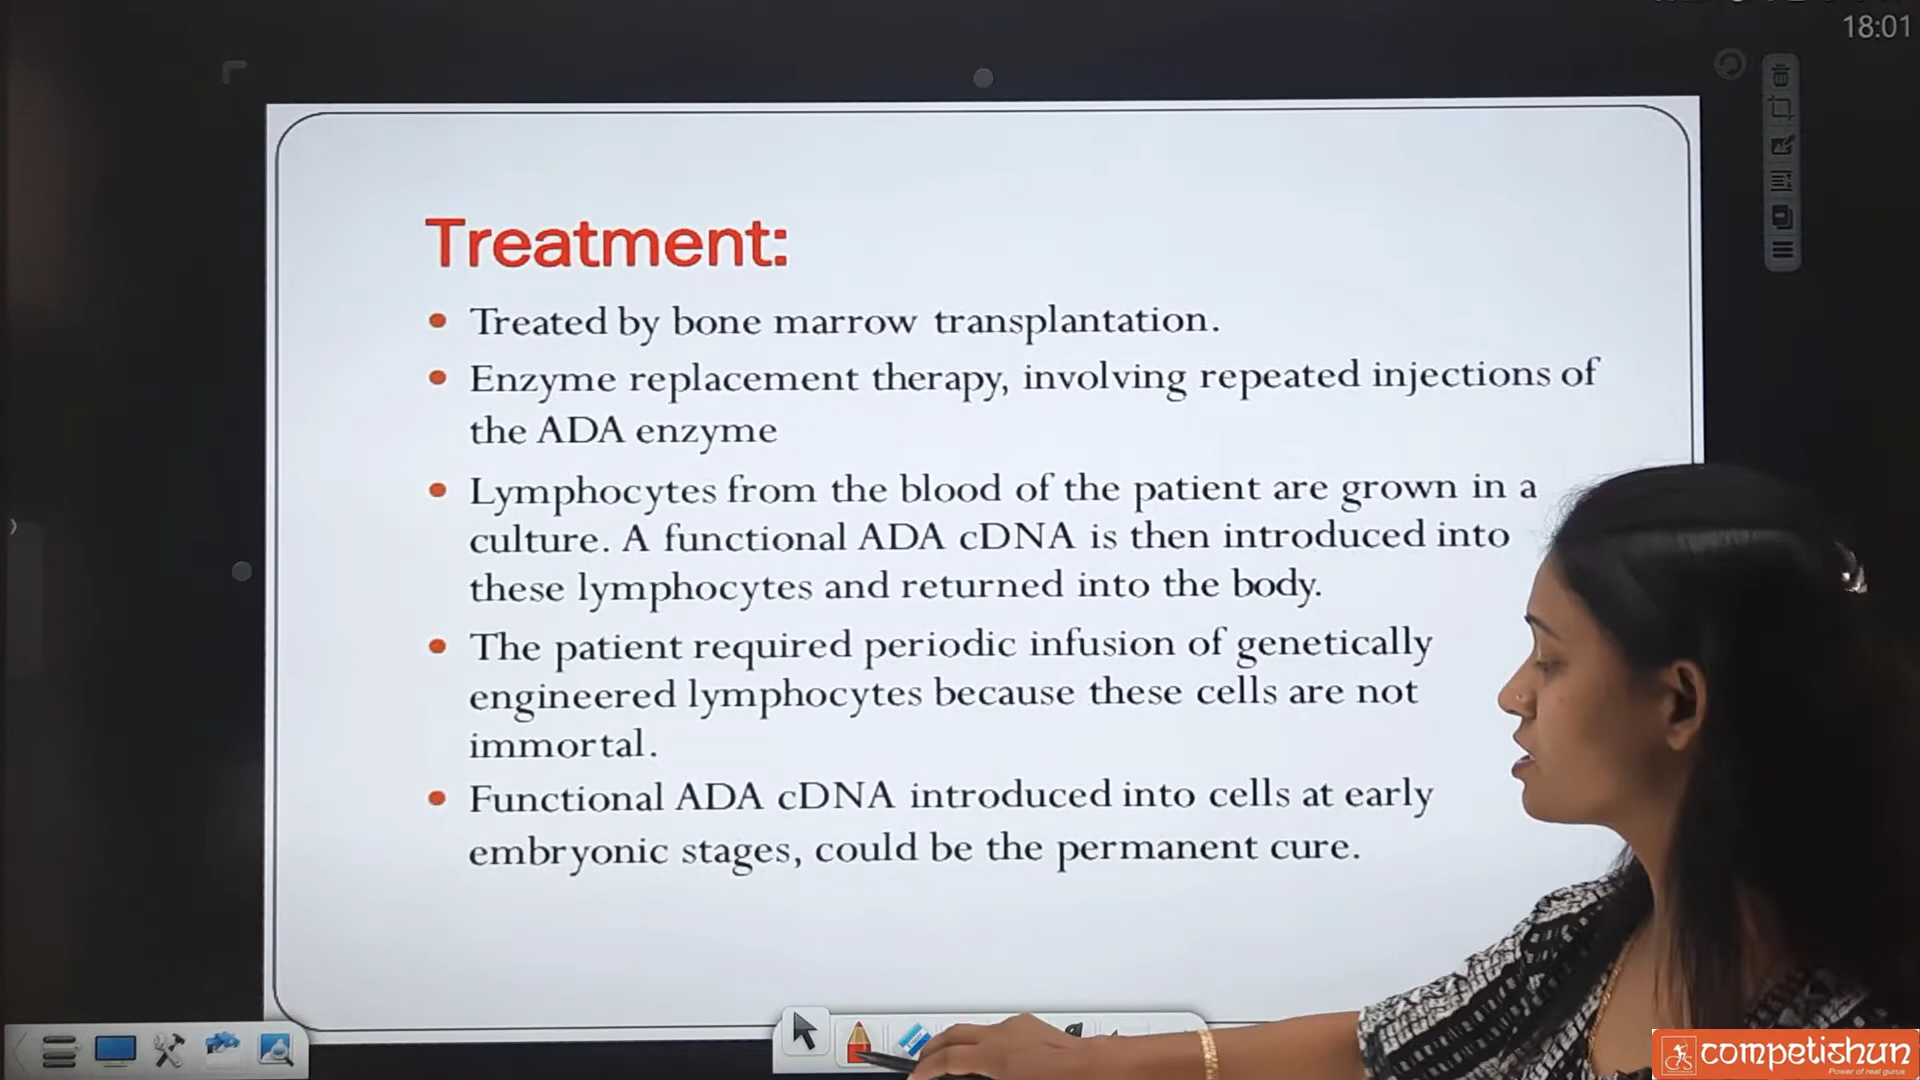 18:01
Treatment:
• Treated by bone marrow transplantation.
• Enzyme replacement therapy, involving repeated injections of
the ADA enzyme
• Lymphocytes from the blood of the patient are grown in a
culture. A functional ADA cDNA is then introduced into
these lymphocytes and returned into the body.
• The patient required periodic infusion of genetically
engineered lymphocytes because these cells are not
immortal.
• Functional ADA cDNA introduced into cells at early
embryonic stages, could be the permanent cure.
competishun
Power of real gurus